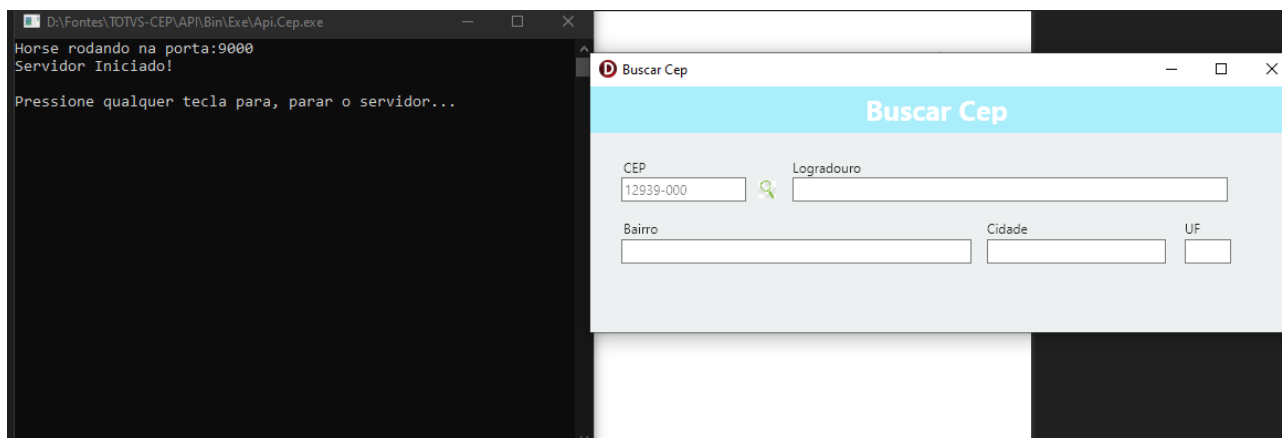 D:\Fontes\TOTVS-CEP\API\Bin\Exe\Api.Cep.exe
Horse rodando na porta:9000
Servidor Iniciado!
Pressione qualquer tecla para, parar o servidor...
Buscar Cep
Buscar Cep
CEP
Logradouro
12939-000
Bairro
Cidade
UF